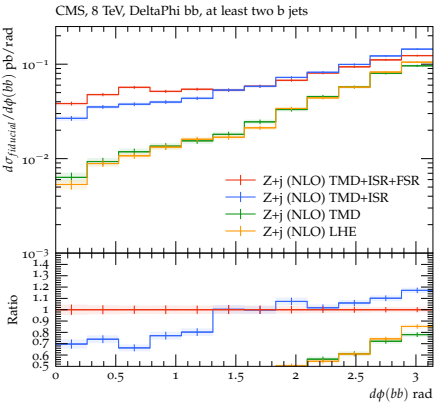 CMS, 8 TeV, DeltaPhi bb, at least two b jets
dσ_fiducial/dϕ(bb) pb/rad
10^−1
10^−2
10^−3
Z+j (NLO) TMD+ISR+FSR
Z+j (NLO) TMD+ISR
Z+j (NLO) TMD
Z+j (NLO) LHE
Ratio
1.4
1.3
1.2
1.1
1
0.9
0.8
0.7
0.6
0.5
0 0.5 1 1.5 2 2.5 3
dϕ(bb) rad